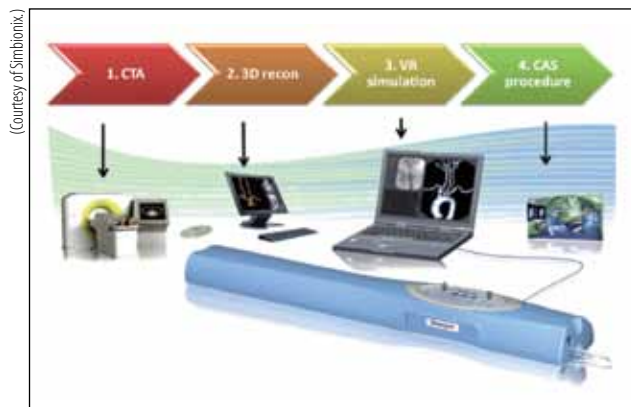 ((Courtesy of Simbionix.)
1. CTA
2. 3D recon
3. VR
simulation
4. CAS
procedure